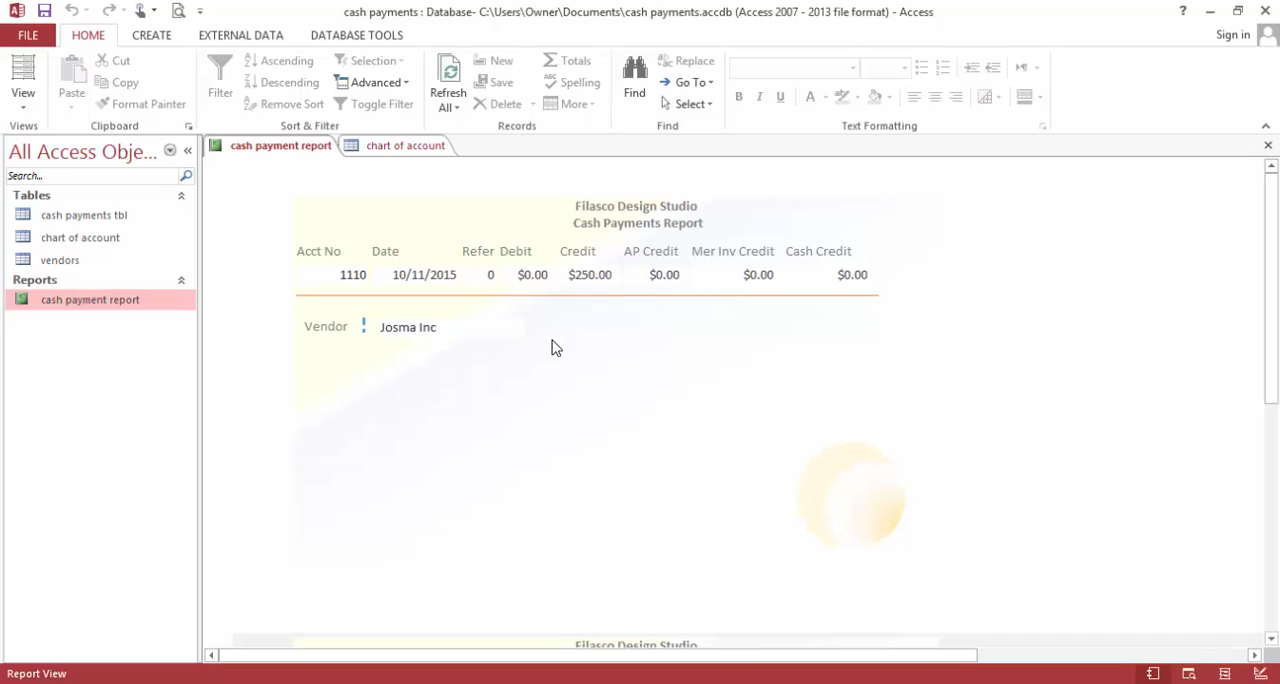 cash payments : Database- C:\Users\Owner\Documents\cash payments.accdb (Access 2007 - 2013 file format) - Access
?
FILE HOME CREATE EXTERNAL DATA DATABASE TOOLS Sign in
View
Views
Paste
Cut
Copy
Format Painter
Clipboard
Filter
Ascending
Descending
Remove Sort
Selection
Advanced
Toggle Filter
Sort & Filter
Refresh
All
New
Save
Delete
Totals
Spelling
More
Records
Find
Replace
Go To
Select
Find
B I U A
Text Formatting
All Access Obje...
Search...
Tables
cash payments tbl
chart of account
vendors
Reports
cash payment report
cash payment report chart of account
Filasco Design Studio
Cash Payments Report
Acct No Date Refer Debit Credit AP Credit Mer Inv Credit Cash Credit
1110 10/11/2015 0 $0.00 $250.00 $0.00 $0.00 $0.00
Vendor Josma Inc
Filasco Design Studio
Report View